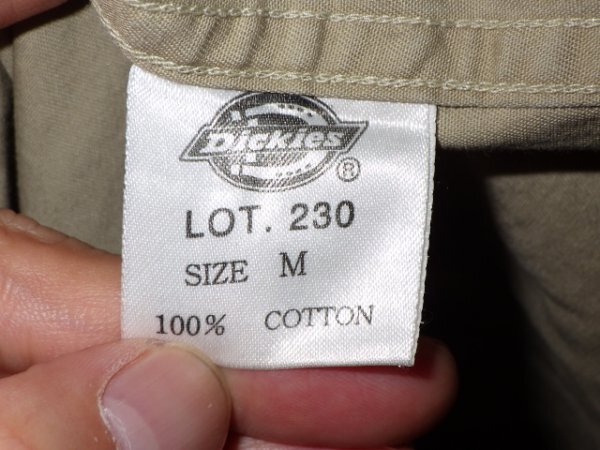 Dickies
®
LOT. 230
SIZE M
100% COTTON